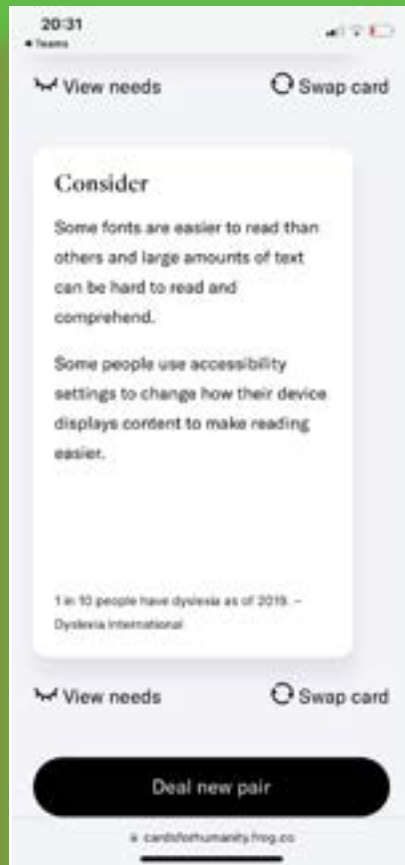 20:31
Teams
View needs
Swap card
Consider
Some fonts are easier to read than
others and large amounts of text
can be hard to read and
comprehend.
Some people use accessibility
settings to change how their device
displays content to make reading
easier.
1 in 10 people have dyslexia as of 2019. –
Dyslexia International
View needs
Swap card
Deal new pair
cardsforhumanity.frog.co